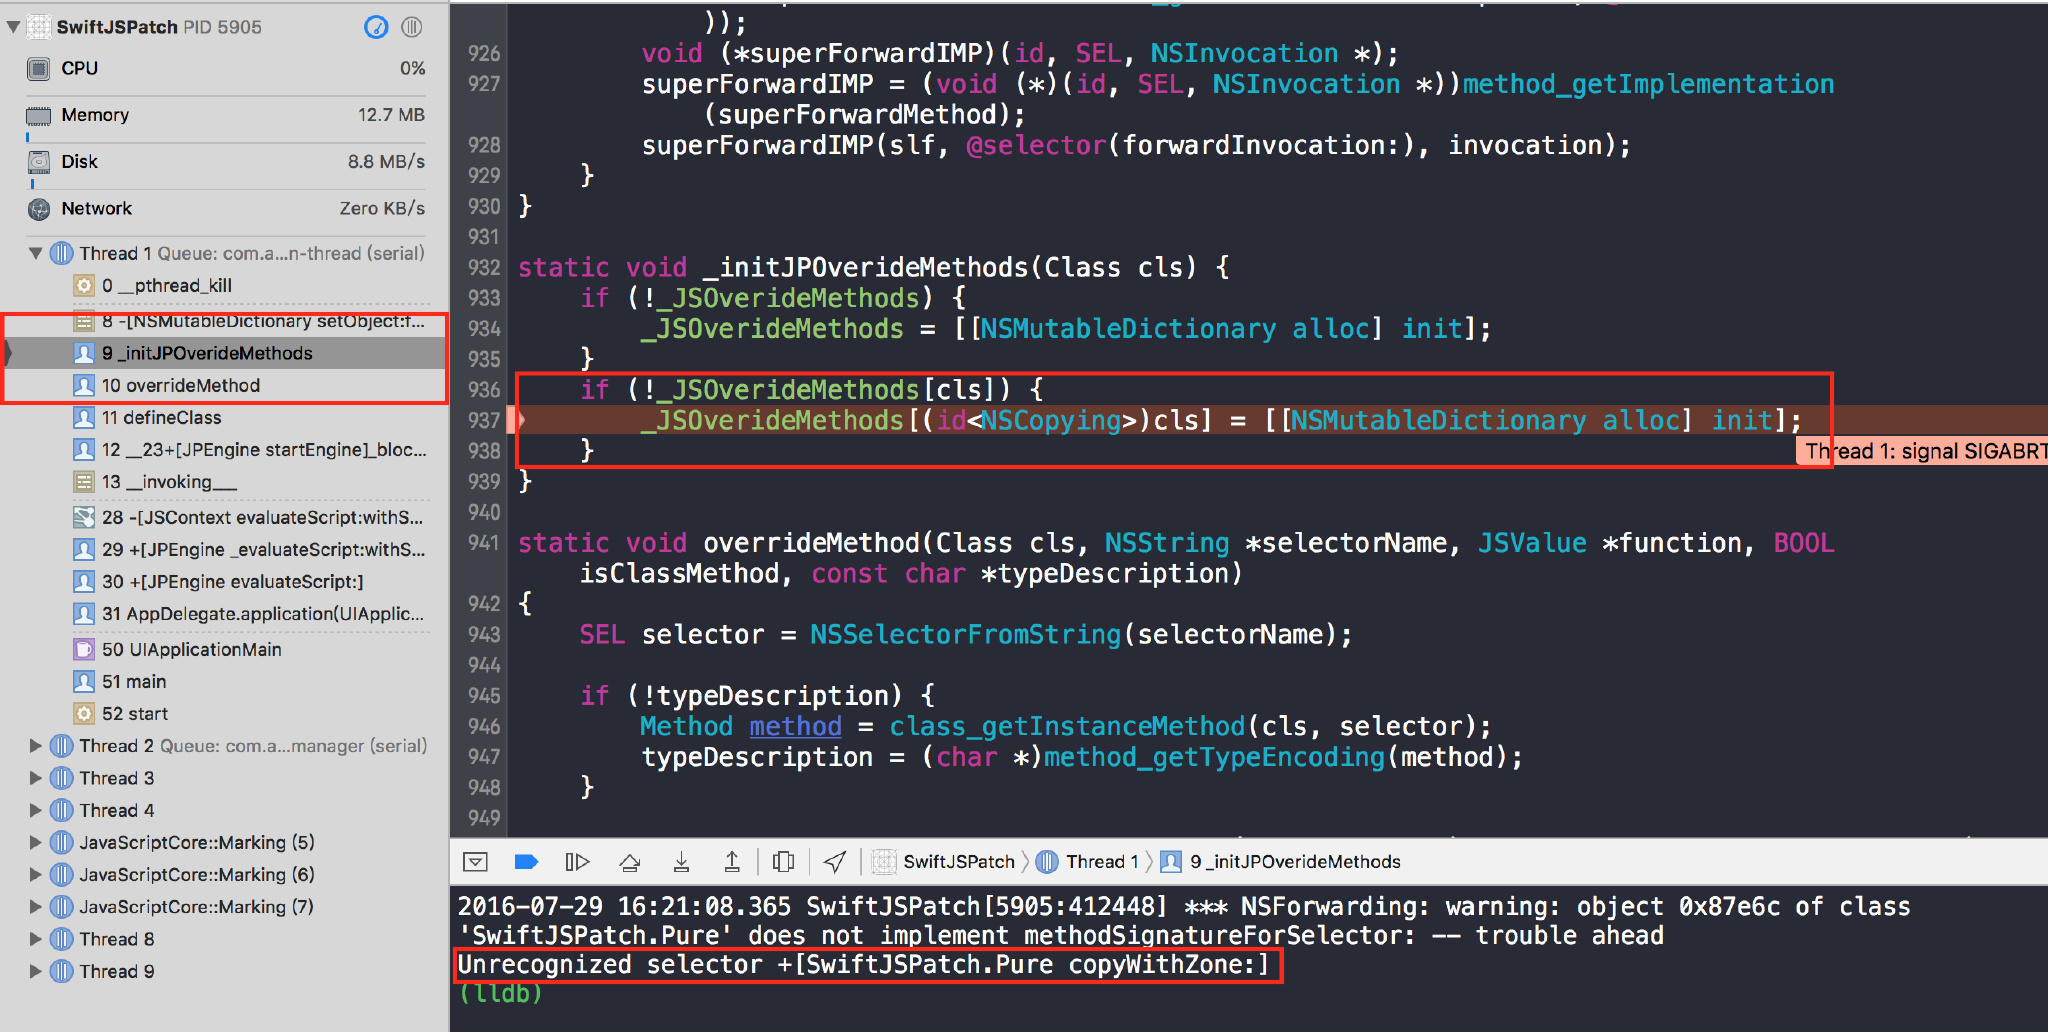 SwiftJSPatch PID 5905
CPU 0%
Memory 12.7 MB
Disk 8.8 MB/s
Network Zero KB/s
Thread 1 Queue: com.a...n-thread (serial)
0 __pthread_kill
8 -[NSMutableDictionary setObject:f...
9 _initJPOverideMethods
10 overrideMethod
11 defineClass
12 __23+[JPEngine startEngine]_bloc...
13 __invoking___
28 -[JSContext evaluateScript:withS...
29 +[JPEngine _evaluateScript:withS...
30 +[JPEngine evaluateScript:]
31 AppDelegate.application(UIApplic...
50 UIApplicationMain
51 main
52 start
Thread 2 Queue: com.a...manager (serial)
Thread 3
Thread 4
JavaScriptCore::Marking (5)
JavaScriptCore::Marking (6)
JavaScriptCore::Marking (7)
Thread 8
Thread 9
));
926 void (*superForwardIMP)(id, SEL, NSInvocation *);
927 superForwardIMP = (void (*)(id, SEL, NSInvocation *))method_getImplementation
(superForwardMethod);
928 superForwardIMP(slf, @selector(forwardInvocation:), invocation);
929 }
930 }
931
932 static void _initJPOverideMethods(Class cls) {
933 if (!_JSOverideMethods) {
934 _JSOverideMethods = [[NSMutableDictionary alloc] init];
935 }
936 if (!_JSOverideMethods[cls]) {
937 _JSOverideMethods[(id<NSCopying>)cls] = [[NSMutableDictionary alloc] init];
938 }
Thread 1: signal SIGABRT
939 }
940
941 static void overrideMethod(Class cls, NSString *selectorName, JSValue *function, BOOL
isClassMethod, const char *typeDescription)
942 {
943 SEL selector = NSSelectorFromString(selectorName);
944
945 if (!typeDescription) {
946 Method method = class_getInstanceMethod(cls, selector);
947 typeDescription = (char *)method_getTypeEncoding(method);
948 }
949
SwiftJSPatch Thread 1 9 _initJPOverideMethods
2016-07-29 16:21:08.365 SwiftJSPatch[5905:412448] *** NSForwarding: warning: object 0x87e6c of class
'SwiftJSPatch.Pure' does not implement methodSignatureForSelector: -- trouble ahead
Unrecognized selector +[SwiftJSPatch.Pure copyWithZone:]
(lldb)